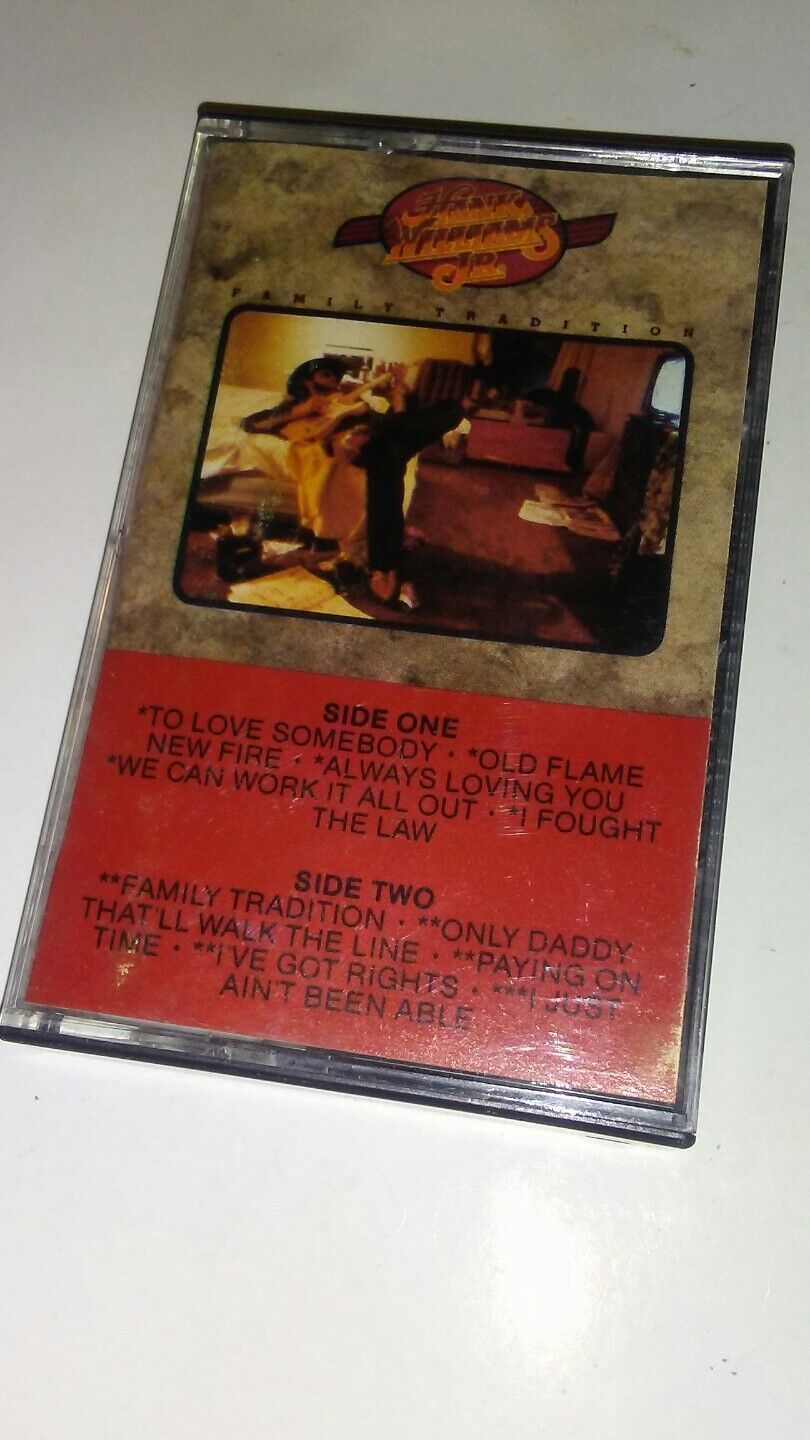 HANK
WILLIAMS
JR.
FAMILY TRADITION
SIDE ONE
*TO LOVE SOMEBODY · *OLD FLAME
NEW FIRE · *ALWAYS LOVING YOU
*WE CAN WORK IT ALL OUT · *I FOUGHT
THE LAW
SIDE TWO
**FAMILY TRADITION · **ONLY DADDY
THAT'LL WALK THE LINE · **PAYING ON
TIME · **I'VE GOT RIGHTS · ***I JUST
AIN'T BEEN ABLE